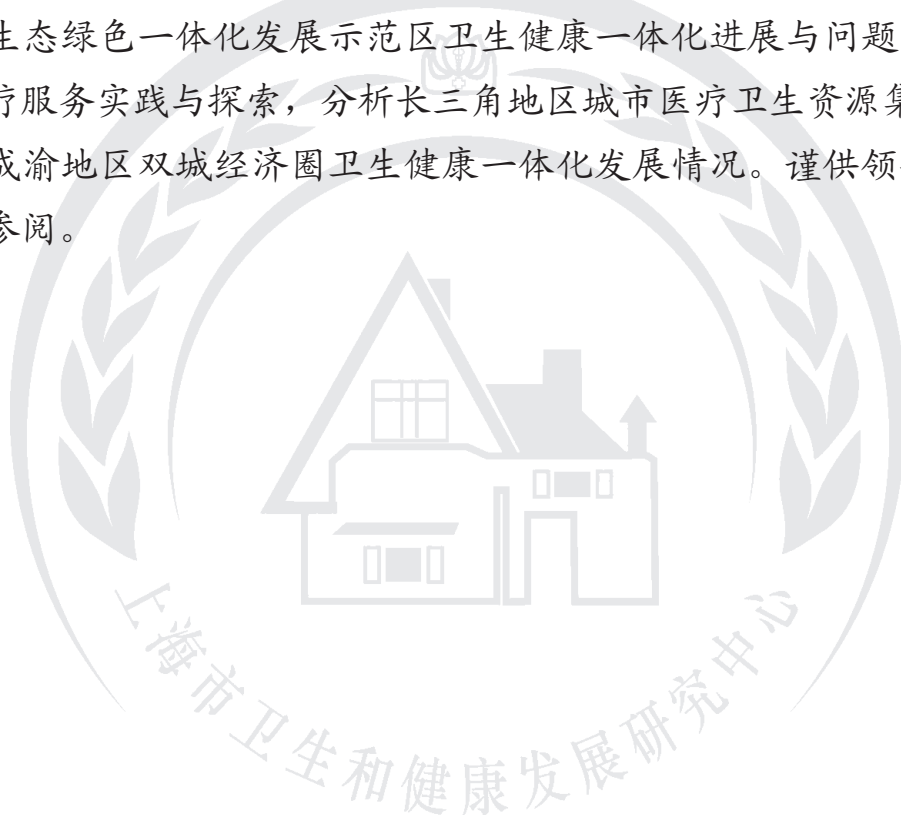 生态绿色一体化发展示范区卫生健康一体化进展与问题
疗服务实践与探索，分析长三角地区城市医疗卫生资源集
成渝地区双城经济圈卫生健康一体化发展情况。谨供领
参阅。
上海市卫生和健康发展研究中心